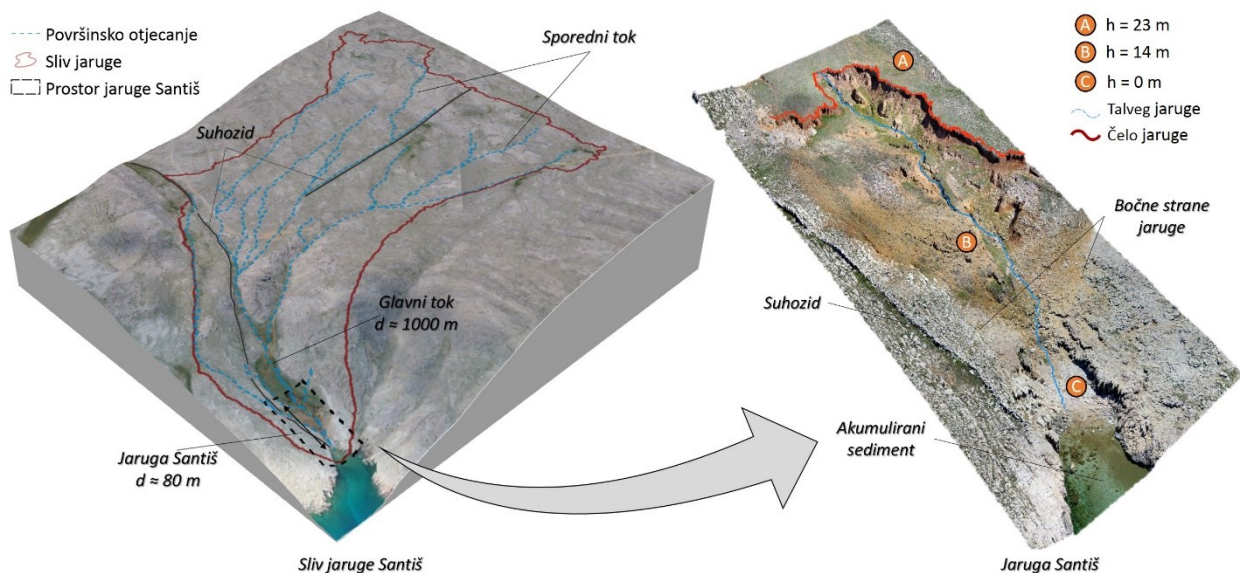 Površinsko otjecanje
Sliv jaruge
Prostor jaruge Santiš
Sporedni tok
Suhozid
Glavni tok
d ≈ 1000 m
Jaruga Santiš
d ≈ 80 m
Sliv jaruge Santiš
A h = 23 m
B h = 14 m
C h = 0 m
Talveg jaruge
Čelo jaruge
A
Bočne strane
jaruge
B
Suhozid
C
Akumulirani
sediment
Jaruga Santiš